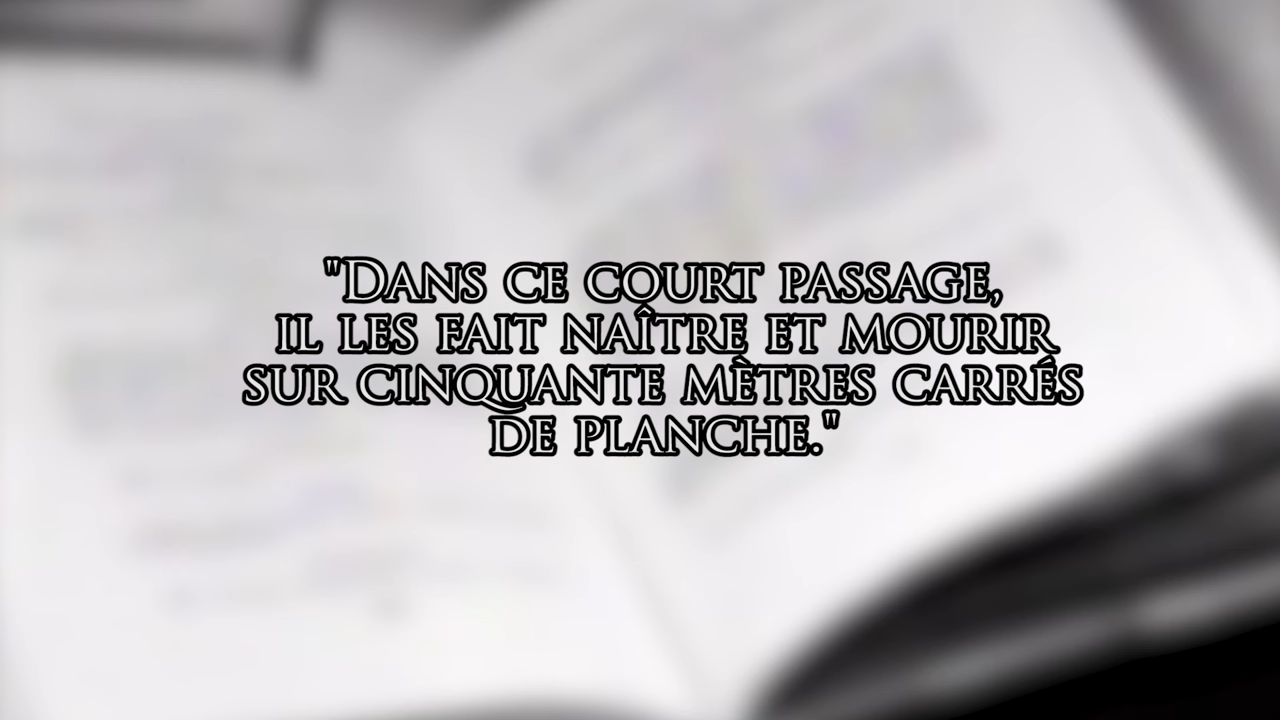 "Dans ce court passage,
il les fait naître et mourir
sur cinquante mètres carrés
de planche."